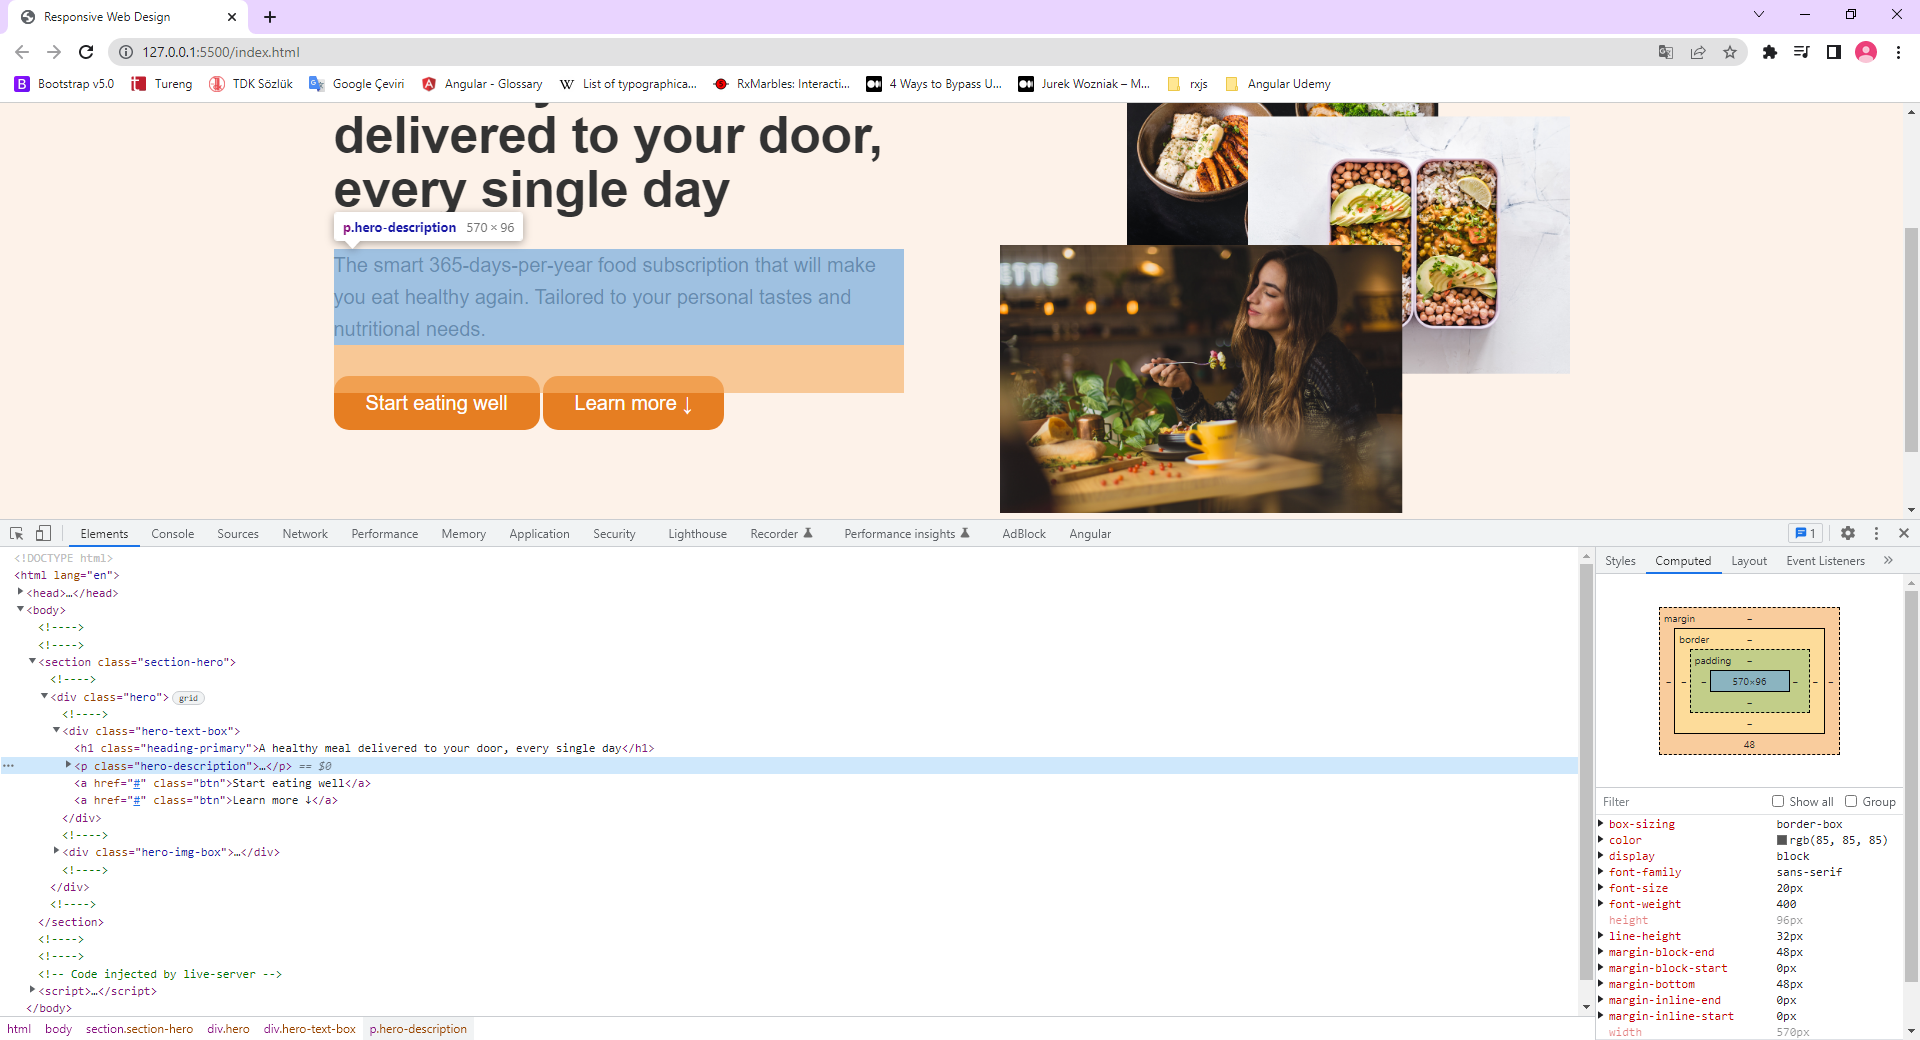 Responsive Web Design
127.0.0.1:5500/index.html
Bootstrap v5.0
Tureng
TDK Sözlük
Google Çeviri
Angular - Glossary
List of typographica...
RxMarbles: Interacti...
4 Ways to Bypass U...
Jurek Wozniak – M...
rxjs
Angular Udemy
delivered to your door,
every single day
p.hero-description 570 × 96
The smart 365-days-per-year food subscription that will make
you eat healthy again. Tailored to your personal tastes and
nutritional needs.
Start eating well
Learn more ↓
ETTE
Elements
Console
Sources
Network
Performance
Memory
Application
Security
Lighthouse
Recorder
Performance insights
AdBlock
Angular
1
<!DOCTYPE html>
<html lang="en">
<head>…</head>
<body>
<!---->
<!---->
<section class="section-hero">
<!---->
<div class="hero"> grid
<!---->
<div class="hero-text-box">
<h1 class="heading-primary">A healthy meal delivered to your door, every single day</h1>
<p class="hero-description">…</p> == $0
<a href="#" class="btn">Start eating well</a>
<a href="#" class="btn">Learn more ↓</a>
</div>
<!---->
<div class="hero-img-box">…</div>
<!---->
</div>
<!---->
</section>
<!---->
<!---->
<!-- Code injected by live-server -->
<script>…</script>
</body>
html
body
section.section-hero
div.hero
div.hero-text-box
p.hero-description
Styles
Computed
Layout
Event Listeners
margin –
border –
padding –
– – – 570×96 – – –
–
–
48
Filter
Show all
Group
box-sizing border-box
color rgb(85, 85, 85)
display block
font-family sans-serif
font-size 20px
font-weight 400
height 96px
line-height 32px
margin-block-end 48px
margin-block-start 0px
margin-bottom 48px
margin-inline-end 0px
margin-inline-start 0px
width 570px